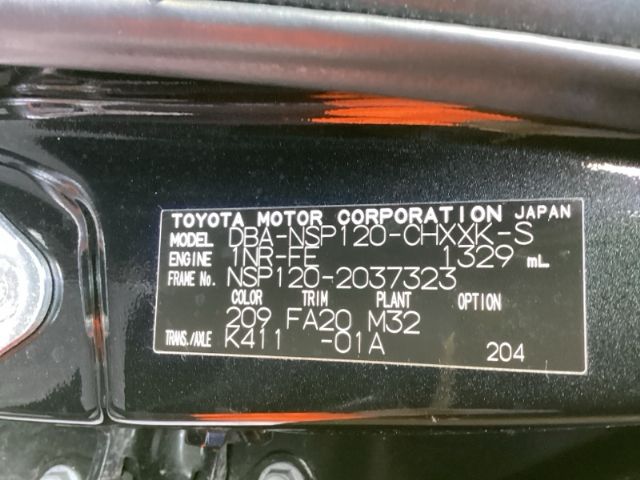 TOYOTA MOTOR CORPORATION JAPAN
MODEL DBA-NSP120-CHXXK-S
ENGINE 1NR-FE 1329 mL
FRAME No. NSP120-2037323
COLOR TRIM PLANT OPTION
209 FA20 M32
TRANS./AXLE K411 -01A
204